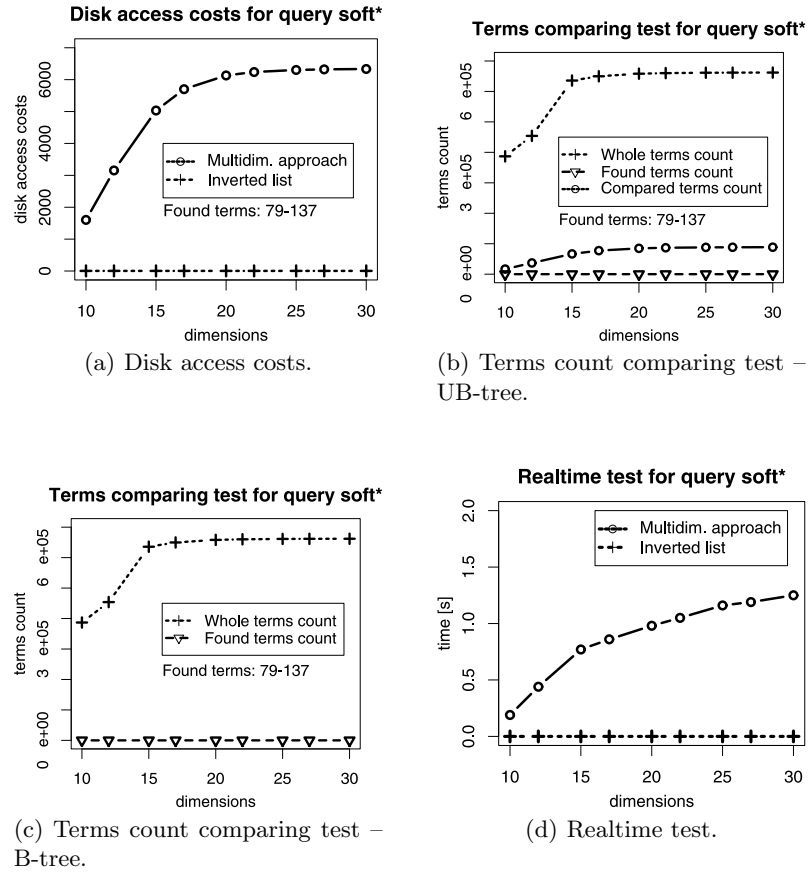 Disk access costs for query soft*
disk access costs
0 2000 4000 6000
Multidim. approach
Inverted list
Found terms: 79-137
10 15 20 25 30
dimensions
(a) Disk access costs.
Terms comparing test for query soft*
terms count
0 e+00 3 e+05 6 e+05
Whole terms count
Found terms count
Compared terms count
Found terms: 79-137
10 15 20 25 30
dimensions
(b) Terms count comparing test –
UB-tree.
Terms comparing test for query soft*
terms count
0 e+00 3 e+05 6 e+05
Whole terms count
Found terms count
Found terms: 79-137
10 15 20 25 30
dimensions
(c) Terms count comparing test –
B-tree.
Realtime test for query soft*
time [s]
0.0 0.5 1.0 1.5 2.0
Multidim. approach
Inverted list
10 15 20 25 30
dimensions
(d) Realtime test.